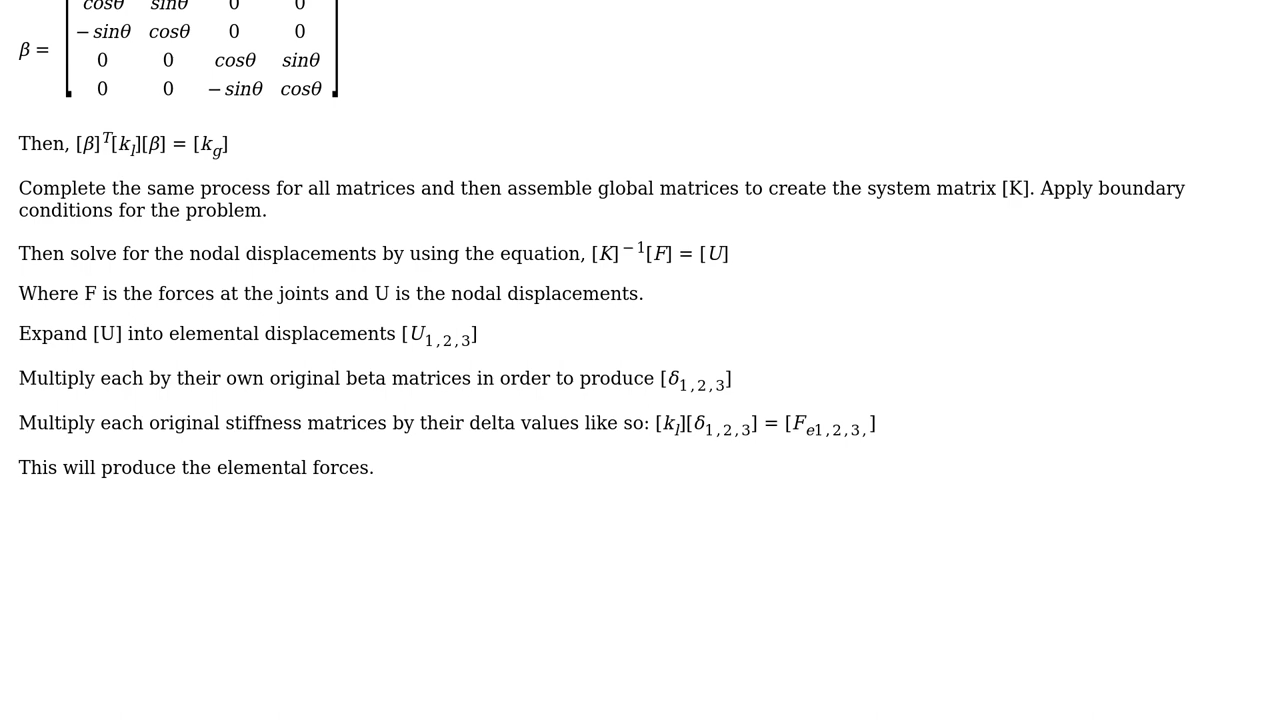 cosθ sinθ 0 0
− sinθ cosθ 0 0
β =
0 0 cosθ sinθ
0 0 − sinθ cosθ
Then, [β]ᵀ[k_l][β] = [k_g]
Complete the same process for all matrices and then assemble global matrices to create the system matrix [K]. Apply boundary
conditions for the problem.
Then solve for the nodal displacements by using the equation, [K]⁻¹[F] = [U]
Where F is the forces at the joints and U is the nodal displacements.
Expand [U] into elemental displacements [U_1,2,3]
Multiply each by their own original beta matrices in order to produce [δ_1,2,3]
Multiply each original stiffness matrices by their delta values like so: [k_l][δ_1,2,3] = [F_e1,2,3,]
This will produce the elemental forces.